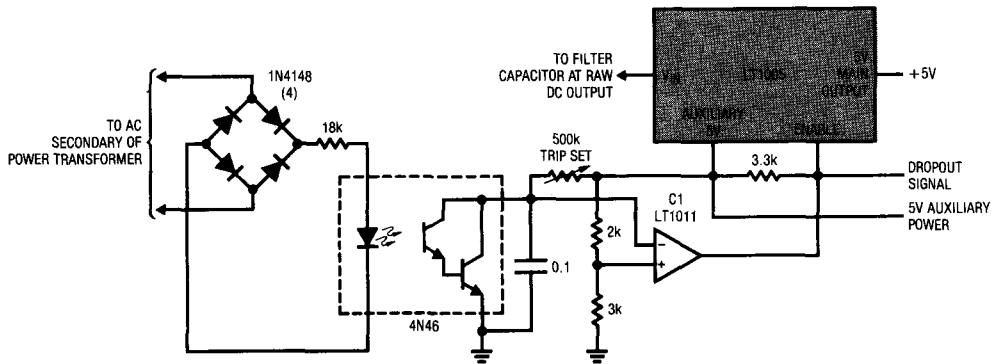 TO AC
SECONDARY OF
POWER TRANSFORMER
1N4148
(4)
18k
4N46
TO FILTER
CAPACITOR AT RAW
DC OUTPUT
VIN
LT1005
5V
MAIN
OUTPUT
+5V
AUXILIARY
5V
ENABLE
500k
TRIP SET
3.3k
DROPOUT
SIGNAL
5V AUXILIARY
POWER
C1
LT1011
2k
−
+
0.1
3k